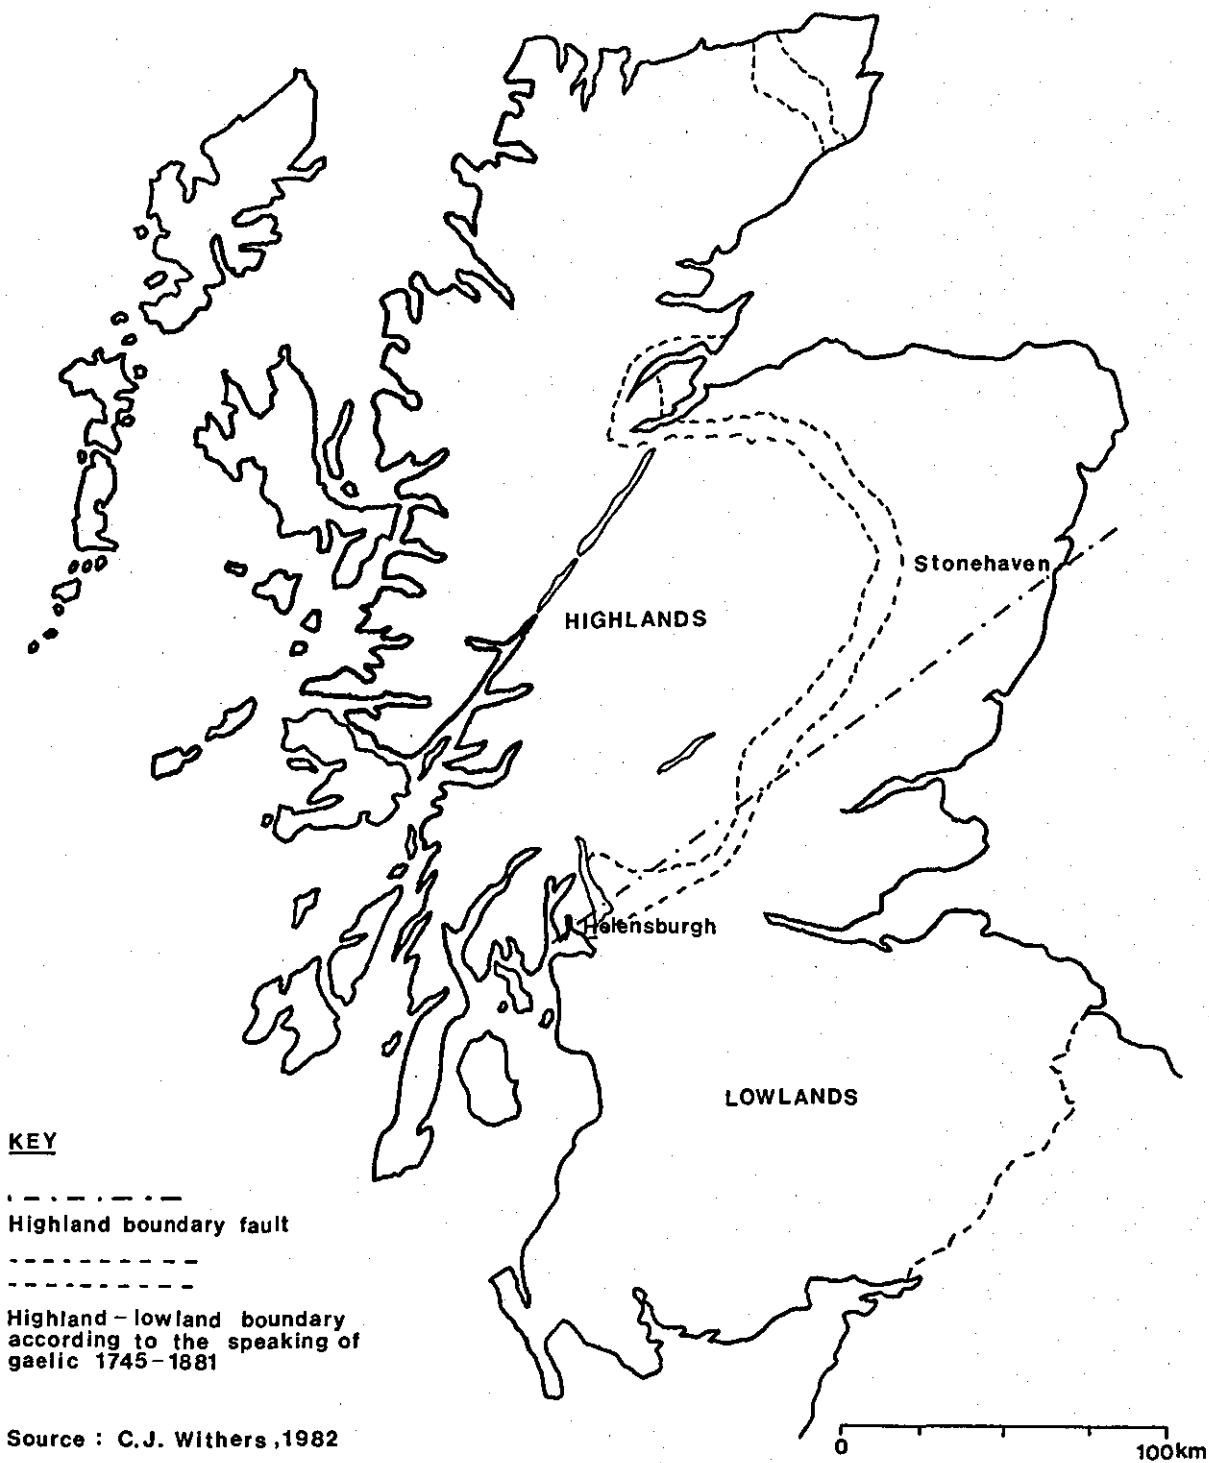 Stonehaven
HIGHLANDS
Helensburgh
LOWLANDS
KEY
Highland boundary fault
Highland-lowland boundary
according to the speaking of
gaelic 1745-1881
Source : C.J. Withers,1982
0
100km